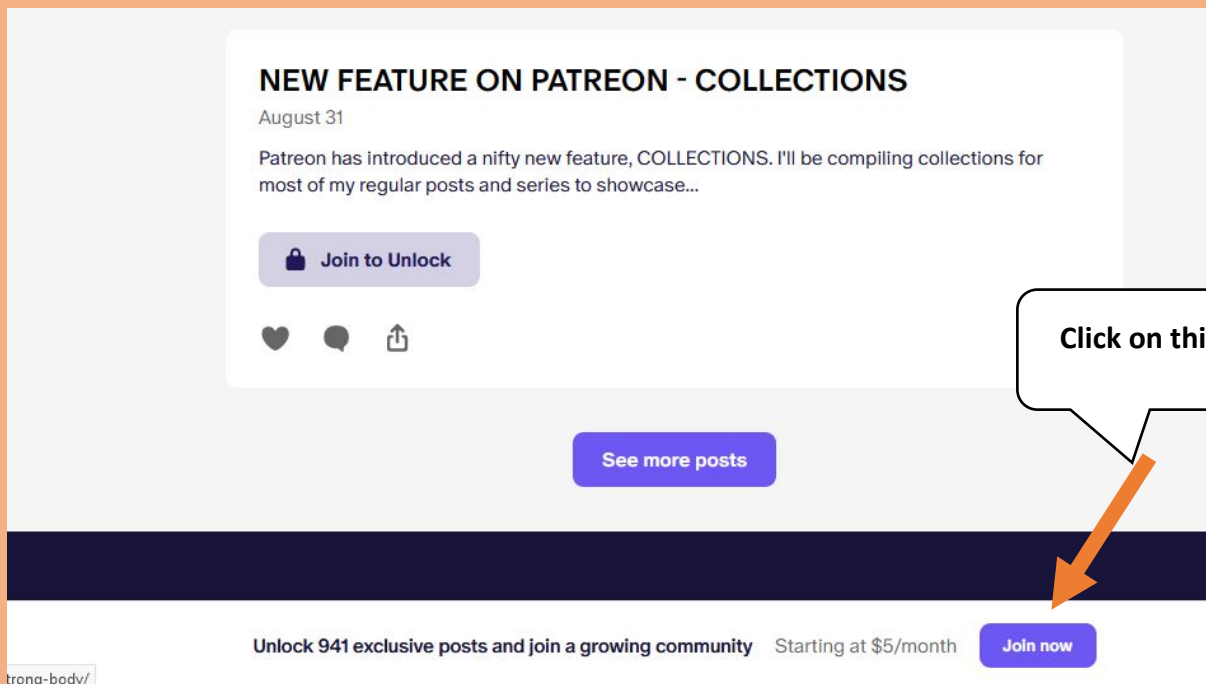 NEW FEATURE ON PATREON - COLLECTIONS
August 31
Patreon has introduced a nifty new feature, COLLECTIONS. I'll be compiling collections for
most of my regular posts and series to showcase...
Join to Unlock
Click on thi
See more posts
Unlock 941 exclusive posts and join a growing community Starting at $5/month Join now
trong-body/